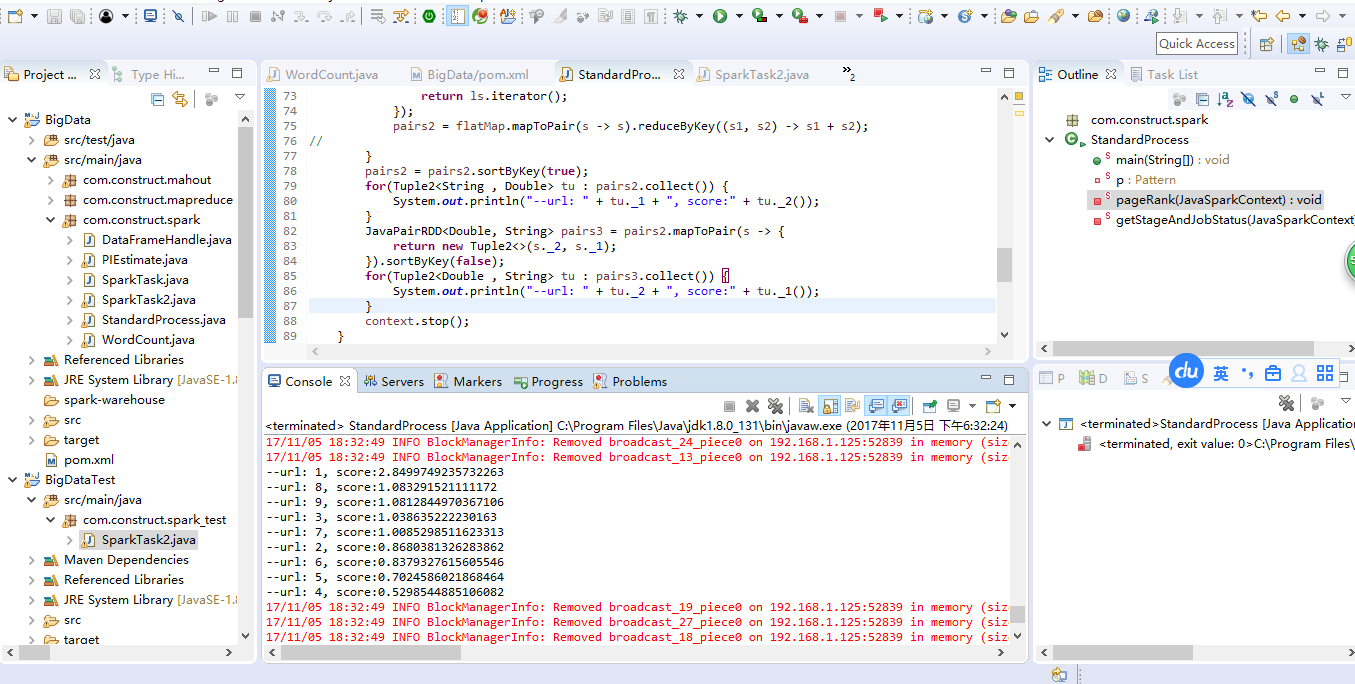 Quick Access
Project ...
Type Hi...
BigData
src/test/java
src/main/java
com.construct.mahout
com.construct.mapreduce
com.construct.spark
DataFrameHandle.java
PIEstimate.java
SparkTask.java
SparkTask2.java
StandardProcess.java
WordCount.java
Referenced Libraries
JRE System Library [JavaSE-1.8
spark-warehouse
src
target
pom.xml
BigDataTest
src/main/java
com.construct.spark_test
SparkTask2.java
Maven Dependencies
Referenced Libraries
JRE System Library [JavaSE-1.8
src
target
WordCount.java
BigData/pom.xml
StandardPro...
SparkTask2.java
»2
73 return ls.iterator();
74 });
75 pairs2 = flatMap.mapToPair(s -> s).reduceByKey((s1, s2) -> s1 + s2);
76 //
77 }
78 pairs2 = pairs2.sortByKey(true);
79 for(Tuple2<String , Double> tu : pairs2.collect()) {
80 System.out.println("--url: " + tu._1 + ", score:" + tu._2());
81 }
82 JavaPairRDD<Double, String> pairs3 = pairs2.mapToPair(s -> {
83 return new Tuple2<>(s._2, s._1);
84 }).sortByKey(false);
85 for(Tuple2<Double , String> tu : pairs3.collect()) {
86 System.out.println("--url: " + tu._2 + ", score:" + tu._1());
87 }
88 context.stop();
89 }
Console
Servers
Markers
Progress
Problems
<terminated> StandardProcess [Java Application] C:\Program Files\Java\jdk1.8.0_131\bin\javaw.exe (2017年11月5日 下午6:32:24)
17/11/05 18:32:49 INFO BlockManagerInfo: Removed broadcast_24_piece0 on 192.168.1.125:52839 in memory (siz
17/11/05 18:32:49 INFO BlockManagerInfo: Removed broadcast_13_piece0 on 192.168.1.125:52839 in memory (siz
--url: 1, score:2.8499749235732263
--url: 8, score:1.083291521111172
--url: 9, score:1.0812844970367106
--url: 3, score:1.038635222230163
--url: 7, score:1.0085298511623313
--url: 2, score:0.8680381326283862
--url: 6, score:0.8379327615605546
--url: 5, score:0.7024586021868464
--url: 4, score:0.5298544885106082
17/11/05 18:32:49 INFO BlockManagerInfo: Removed broadcast_19_piece0 on 192.168.1.125:52839 in memory (siz
17/11/05 18:32:49 INFO BlockManagerInfo: Removed broadcast_27_piece0 on 192.168.1.125:52839 in memory (siz
17/11/05 18:32:49 INFO BlockManagerInfo: Removed broadcast_18_piece0 on 192.168.1.125:52839 in memory (siz
Outline
Task List
com.construct.spark
StandardProcess
main(String[]) : void
p : Pattern
pageRank(JavaSparkContext) : void
getStageAndJobStatus(JavaSparkContext
P
D
S
du 英
<terminated>StandardProcess [Java Applicatio
<terminated, exit value: 0>C:\Program Files\